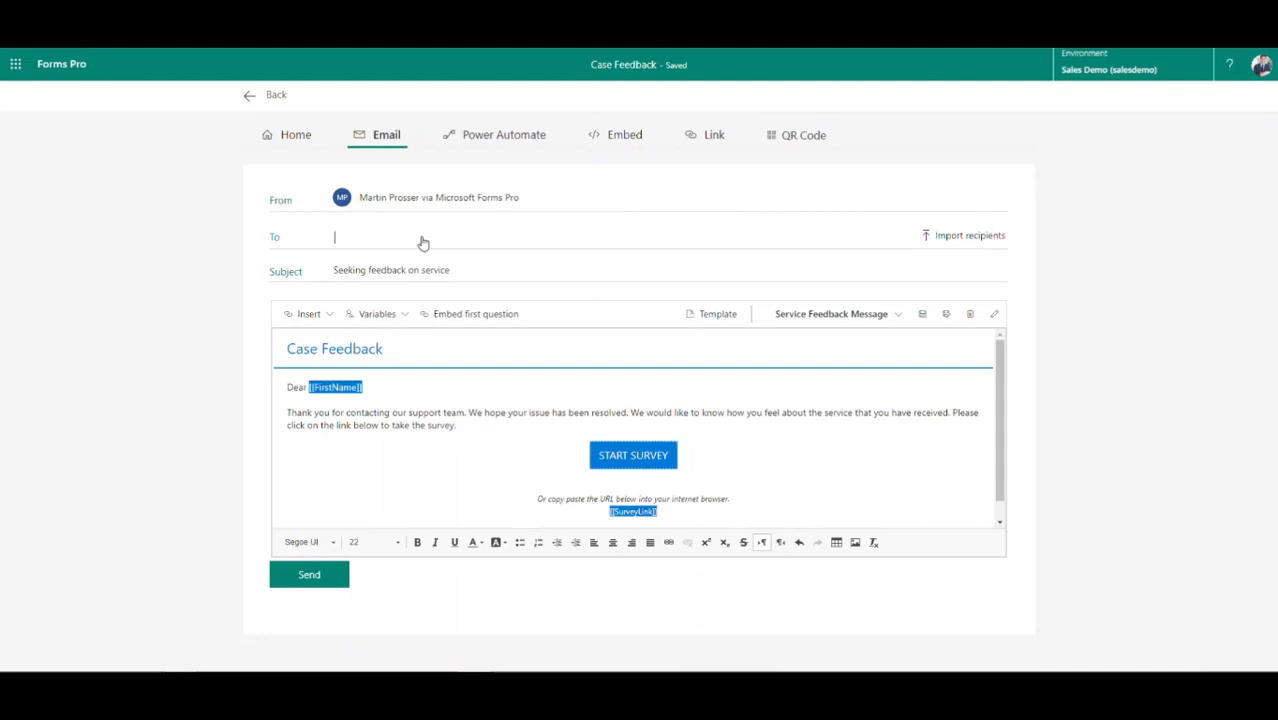 Forms Pro
Case Feedback - Saved
Environment
Sales Demo (salesdemo)
?
Back
Home
Email
Power Automate
Embed
Link
QR Code
From
MP
Martin Prosser via Microsoft Forms Pro
To
Import recipients
Subject
Seeking feedback on service
Insert
Variables
Embed first question
Template
Service Feedback Message
Case Feedback
Dear [[FirstName]]
Thank you for contacting our support team. We hope your issue has been resolved. We would like to know how you feel about the service that you have received. Please
click on the link below to take the survey.
START SURVEY
Or copy paste the URL below into your internet browser.
[[SurveyLink]]
Segoe UI 22 B I U A A x² x₂ S ¶ ¶ Tx
Send